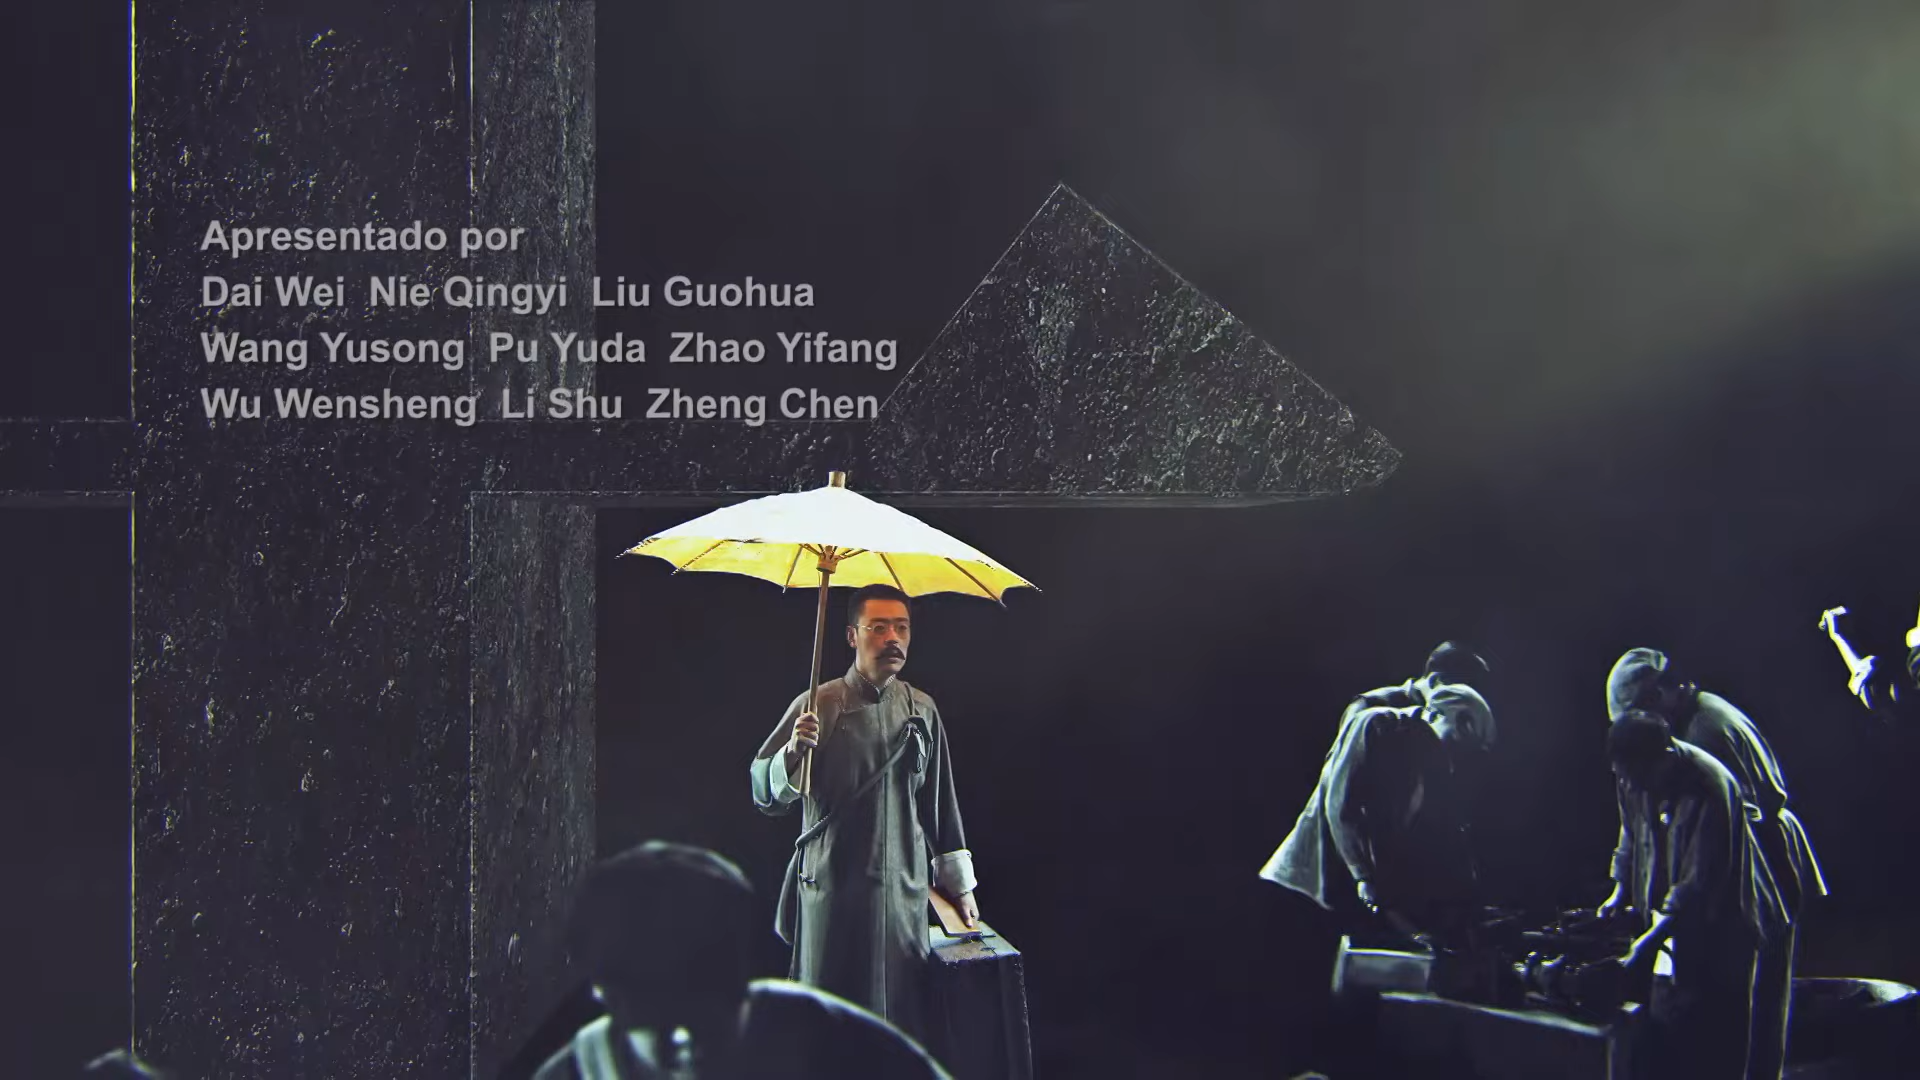 Apresentado por
Dai Wei  Nie Qingyi  Liu Guohua
Wang Yusong  Pu Yuda  Zhao Yifang
Wu Wensheng  Li Shu  Zheng Chen